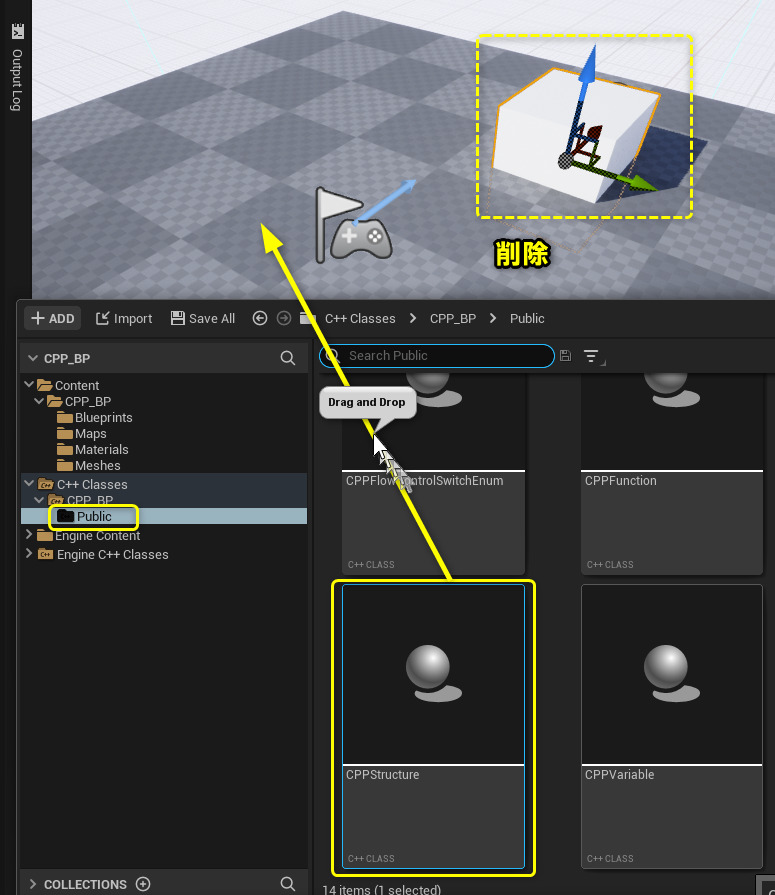 Output Log
削除
ADD
Import
Save All
C++ Classes
CPP_BP
Public
CPP_BP
Search Public
Content
CPP_BP
Blueprints
Maps
Materials
Meshes
C++ Classes
CPP_BP
Public
Engine Content
Engine C++ Classes
Drag and Drop
CPPFlowControlSwitchEnum
C++ CLASS
CPPFunction
C++ CLASS
CPPStructure
C++ CLASS
CPPVariable
C++ CLASS
COLLECTIONS
14 items (1 selected)